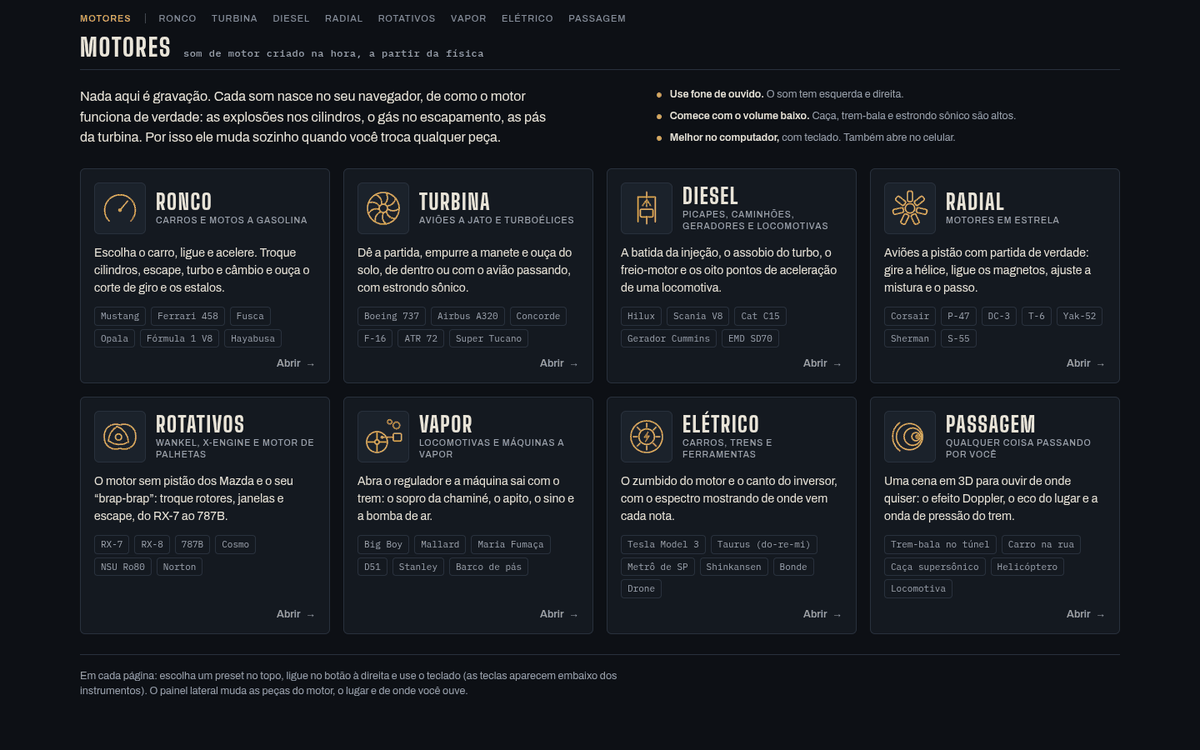 MOTORES | RONCO TURBINA DIESEL RADIAL ROTATIVOS VAPOR ELÉTRICO PASSAGEM
MOTORES som de motor criado na hora, a partir da física
Nada aqui é gravação. Cada som nasce no seu navegador, de como o motor
funciona de verdade: as explosões nos cilindros, o gás no escapamento, as pás
da turbina. Por isso ele muda sozinho quando você troca qualquer peça.
Use fone de ouvido. O som tem esquerda e direita.
Comece com o volume baixo. Caça, trem-bala e estrondo sônico são altos.
Melhor no computador, com teclado. Também abre no celular.
RONCO
CARROS E MOTOS A GASOLINA
Escolha o carro, ligue e acelere. Troque
cilindros, escape, turbo e câmbio e ouça o
corte de giro e os estalos.
Mustang Ferrari 458 Fusca
Opala Fórmula 1 V8 Hayabusa
Abrir →
TURBINA
AVIÕES A JATO E TURBOÉLICES
Dê a partida, empurre a manete e ouça do
solo, de dentro ou com o avião passando,
com estrondo sônico.
Boeing 737 Airbus A320 Concorde
F-16 ATR 72 Super Tucano
Abrir →
DIESEL
PICAPES, CAMINHÕES,
GERADORES E LOCOMOTIVAS
A batida da injeção, o assobio do turbo, o
freio-motor e os oito pontos de aceleração
de uma locomotiva.
Hilux Scania V8 Cat C15
Gerador Cummins EMD SD70
Abrir →
RADIAL
MOTORES EM ESTRELA
Aviões a pistão com partida de verdade:
gire a hélice, ligue os magnetos, ajuste a
mistura e o passo.
Corsair P-47 DC-3 T-6 Yak-52
Sherman S-55
Abrir →
ROTATIVOS
WANKEL, X-ENGINE E MOTOR DE
PALHETAS
O motor sem pistão dos Mazda e o seu
“brap-brap”: troque rotores, janelas e
escape, do RX-7 ao 787B.
RX-7 RX-8 787B Cosmo
NSU Ro80 Norton
Abrir →
VAPOR
LOCOMOTIVAS E MÁQUINAS A
VAPOR
Abra o regulador e a máquina sai com o
trem: o sopro da chaminé, o apito, o sino e
a bomba de ar.
Big Boy Mallard Maria Fumaça
D51 Stanley Barco de pás
Abrir →
ELÉTRICO
CARROS, TRENS E
FERRAMENTAS
O zumbido do motor e o canto do inversor,
com o espectro mostrando de onde vem
cada nota.
Tesla Model 3 Taurus (do-re-mi)
Metrô de SP Shinkansen Bonde
Drone
Abrir →
PASSAGEM
QUALQUER COISA PASSANDO
POR VOCÊ
Uma cena em 3D para ouvir de onde
quiser: o efeito Doppler, o eco do lugar e a
onda de pressão do trem.
Trem-bala no túnel Carro na rua
Caça supersônico Helicóptero
Locomotiva
Abrir →
Em cada página: escolha um preset no topo, ligue no botão à direita e use o teclado (as teclas aparecem embaixo dos
instrumentos). O painel lateral muda as peças do motor, o lugar e de onde você ouve.